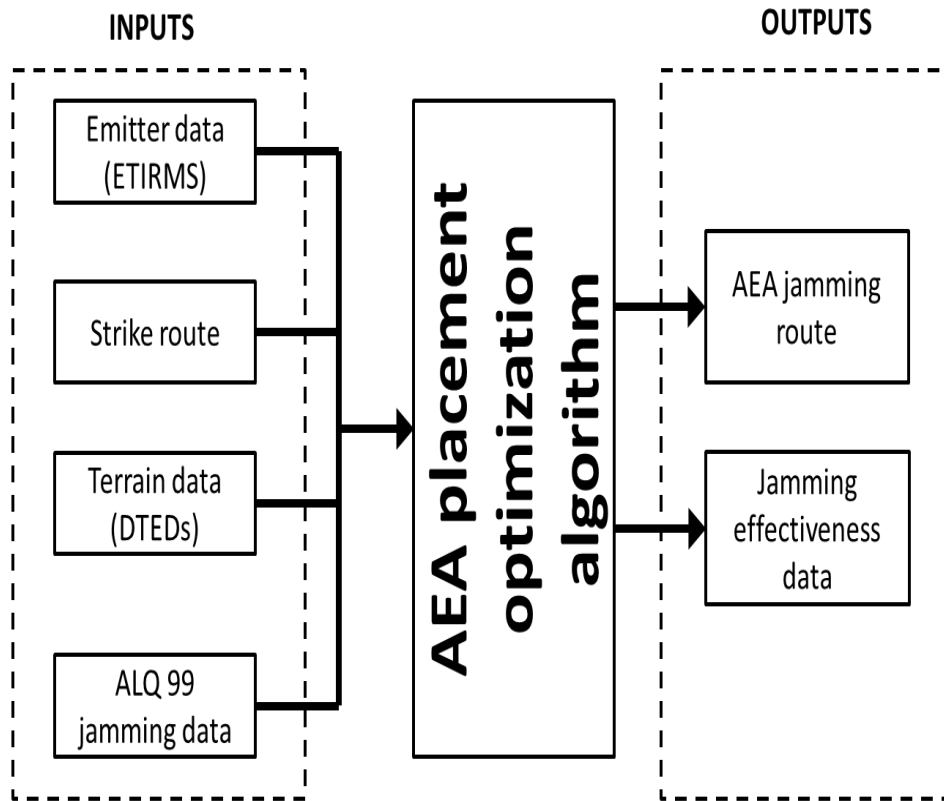 INPUTS
Emitter data
(ETIRMS)
Strike route
Terrain data
(DTEDs)
ALQ 99
jamming data
AEA placement
optimization
algorithm
OUTPUTS
AEA jamming
route
Jamming
effectiveness
data